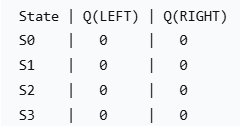 State | Q(LEFT) | Q(RIGHT)
S0 | 0 | 0
S1 | 0 | 0
S2 | 0 | 0
S3 | 0 | 0